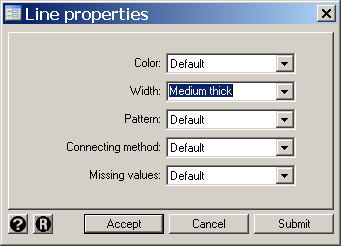 Line properties
Color: Default
Width: Medium thick
Pattern: Default
Connecting method: Default
Missing values: Default
? R Accept Cancel Submit